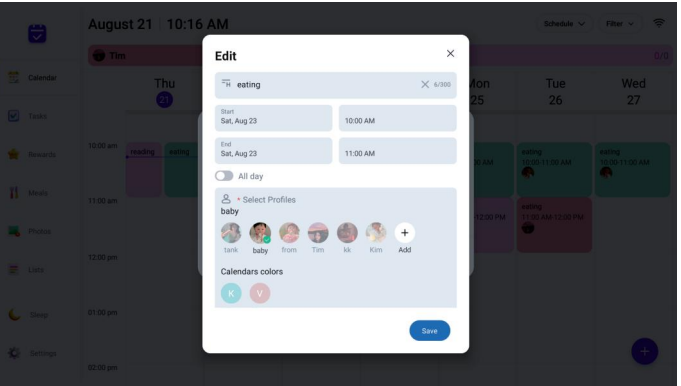 August 21 10:16 AM
Schedule
Filter
Tim
0/0
Edit
eating
6/300
Start
Sat, Aug 23
10:00 AM
End
Sat, Aug 23
11:00 AM
All day
* Select Profiles
baby
tank
baby
from
Tim
kk
Kim
Add
Calendars colors
K
V
Save
Calendar
Tasks
Rewards
Meals
Photos
Lists
Sleep
Settings
Thu
21
Mon
25
Tue
26
Wed
27
10:00 am
11:00 am
12:00 pm
01:00 pm
02:00 pm
reading
eating
eating
10:00-11:00 AM
eating
10:00-11:00 AM
eating
11:00 AM-12:00 PM